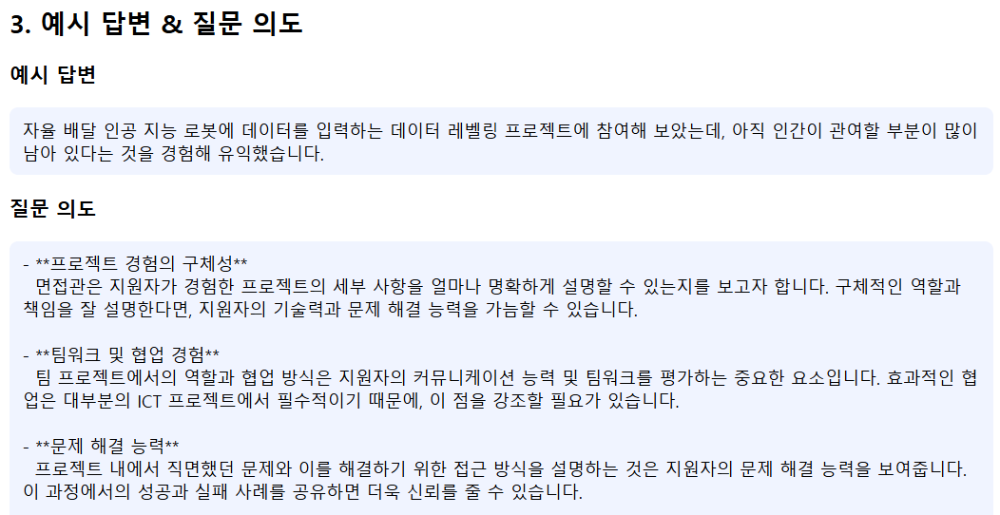 3. 예시 답변 & 질문 의도
예시 답변
자율 배달 인공 지능 로봇에 데이터를 입력하는 데이터 레벨링 프로젝트에 참여해 보았는데, 아직 인간이 관여할 부분이 많이
남아 있다는 것을 경험해 유익했습니다.
질문 의도
- **프로젝트 경험의 구체성**
면접관은 지원자가 경험한 프로젝트의 세부 사항을 얼마나 명확하게 설명할 수 있는지를 보고자 합니다. 구체적인 역할과
책임을 잘 설명한다면, 지원자의 기술력과 문제 해결 능력을 가늠할 수 있습니다.
- **팀워크 및 협업 경험**
팀 프로젝트에서의 역할과 협업 방식은 지원자의 커뮤니케이션 능력 및 팀워크를 평가하는 중요한 요소입니다. 효과적인 협
업은 대부분의 ICT 프로젝트에서 필수적이기 때문에, 이 점을 강조할 필요가 있습니다.
- **문제 해결 능력**
프로젝트 내에서 직면했던 문제와 이를 해결하기 위한 접근 방식을 설명하는 것은 지원자의 문제 해결 능력을 보여줍니다.
이 과정에서의 성공과 실패 사례를 공유하면 더욱 신뢰를 줄 수 있습니다.